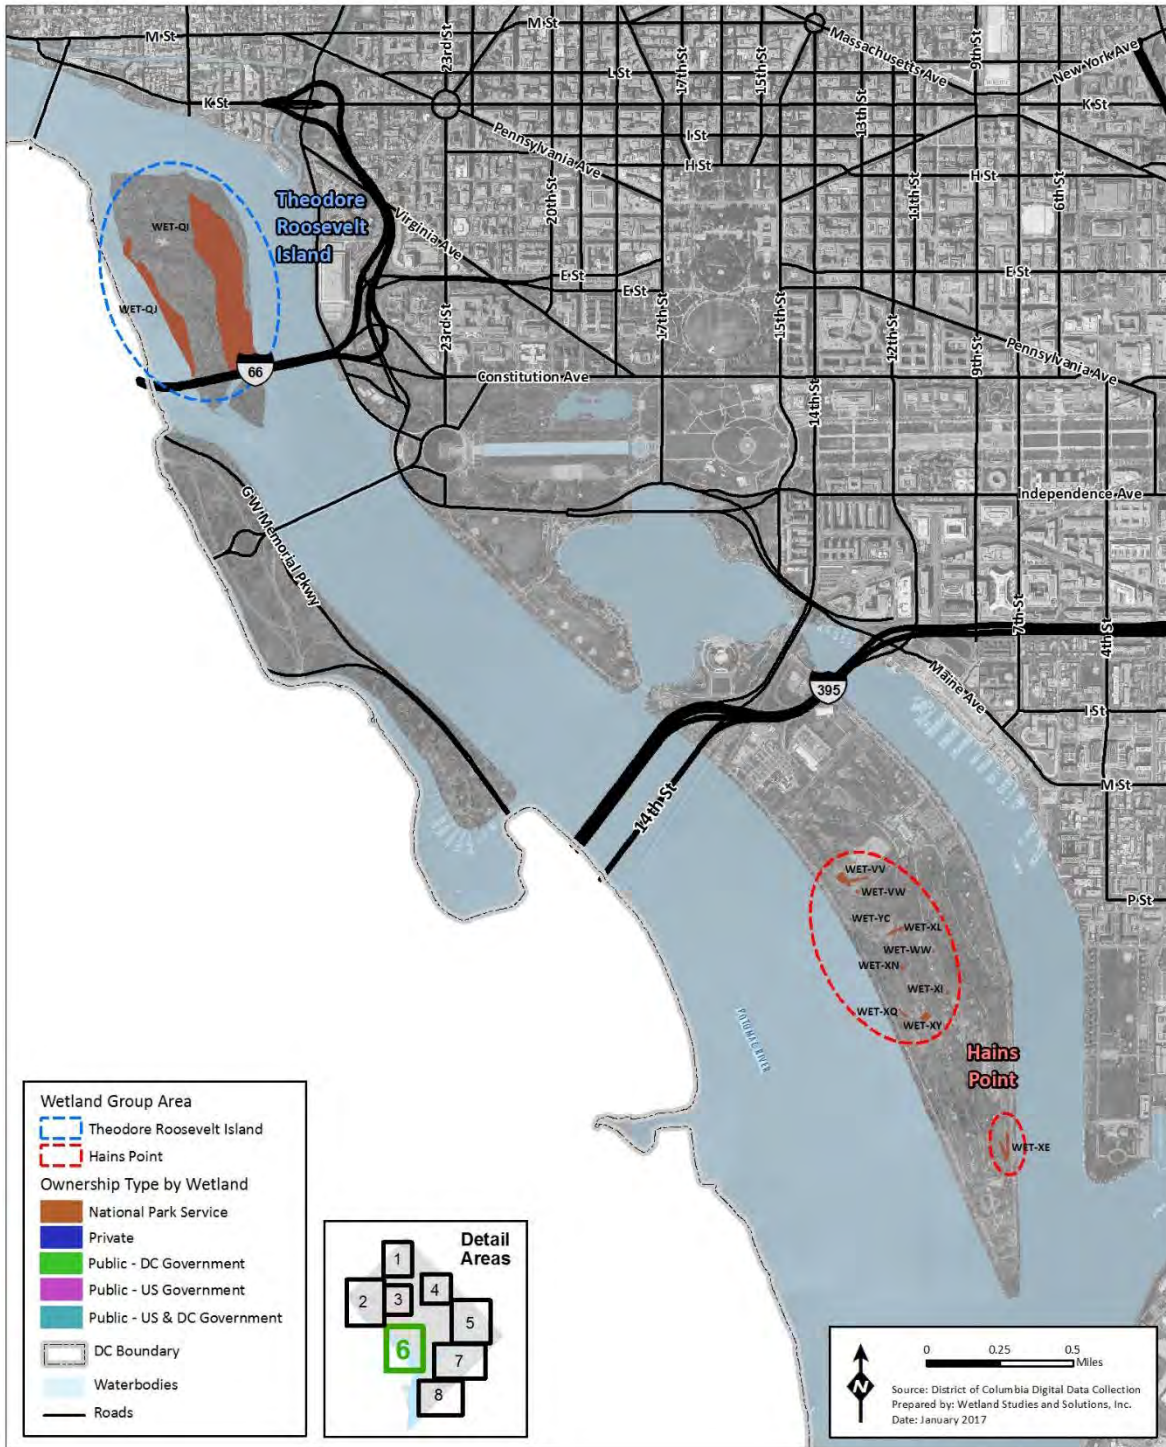 M St
M St
Massachusetts Ave
9th St
New York Ave
23rd St
L St
17th St
15th St
K St
K St
13th St
Pennsylvania Ave
I St
H St
H St
Theodore
Roosevelt
Island
WET-QI
WET-QJ
Virginia Ave
20th St
11th St
6th St
E St
E St
E St
23rd St
17th St
15th St
12th St
9th St
Pennsylvania Ave
66
Constitution Ave
14th St
Independence Ave
GW Memorial Pkwy
7th St
4th St
395
Maine Ave
I St
M St
14th St
P St
WET-VV
WET-VW
WET-YC
WET-XL
WET-WW
WET-XN
WET-XI
WET-XQ
WET-XY
POTOMAC RIVER
Hains
Point
WET-XE
Wetland Group Area
Theodore Roosevelt Island
Hains Point
Ownership Type by Wetland
National Park Service
Private
Public - DC Government
Public - US Government
Public - US & DC Government
DC Boundary
Waterbodies
Roads
Detail
Areas
1
2
3
4
5
6
7
8
N
0 0.25 0.5
Miles
Source: District of Columbia Digital Data Collection
Prepared by: Wetland Studies and Solutions, Inc.
Date: January 2017